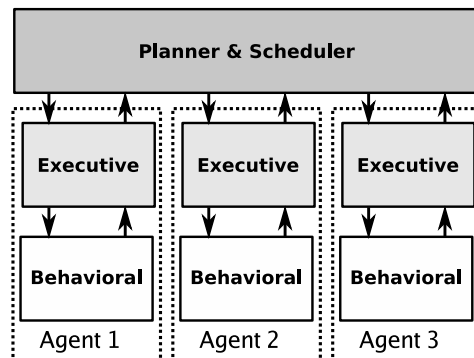 Planner & Scheduler
Executive
Executive
Executive
Behavioral
Behavioral
Behavioral
Agent 1
Agent 2
Agent 3